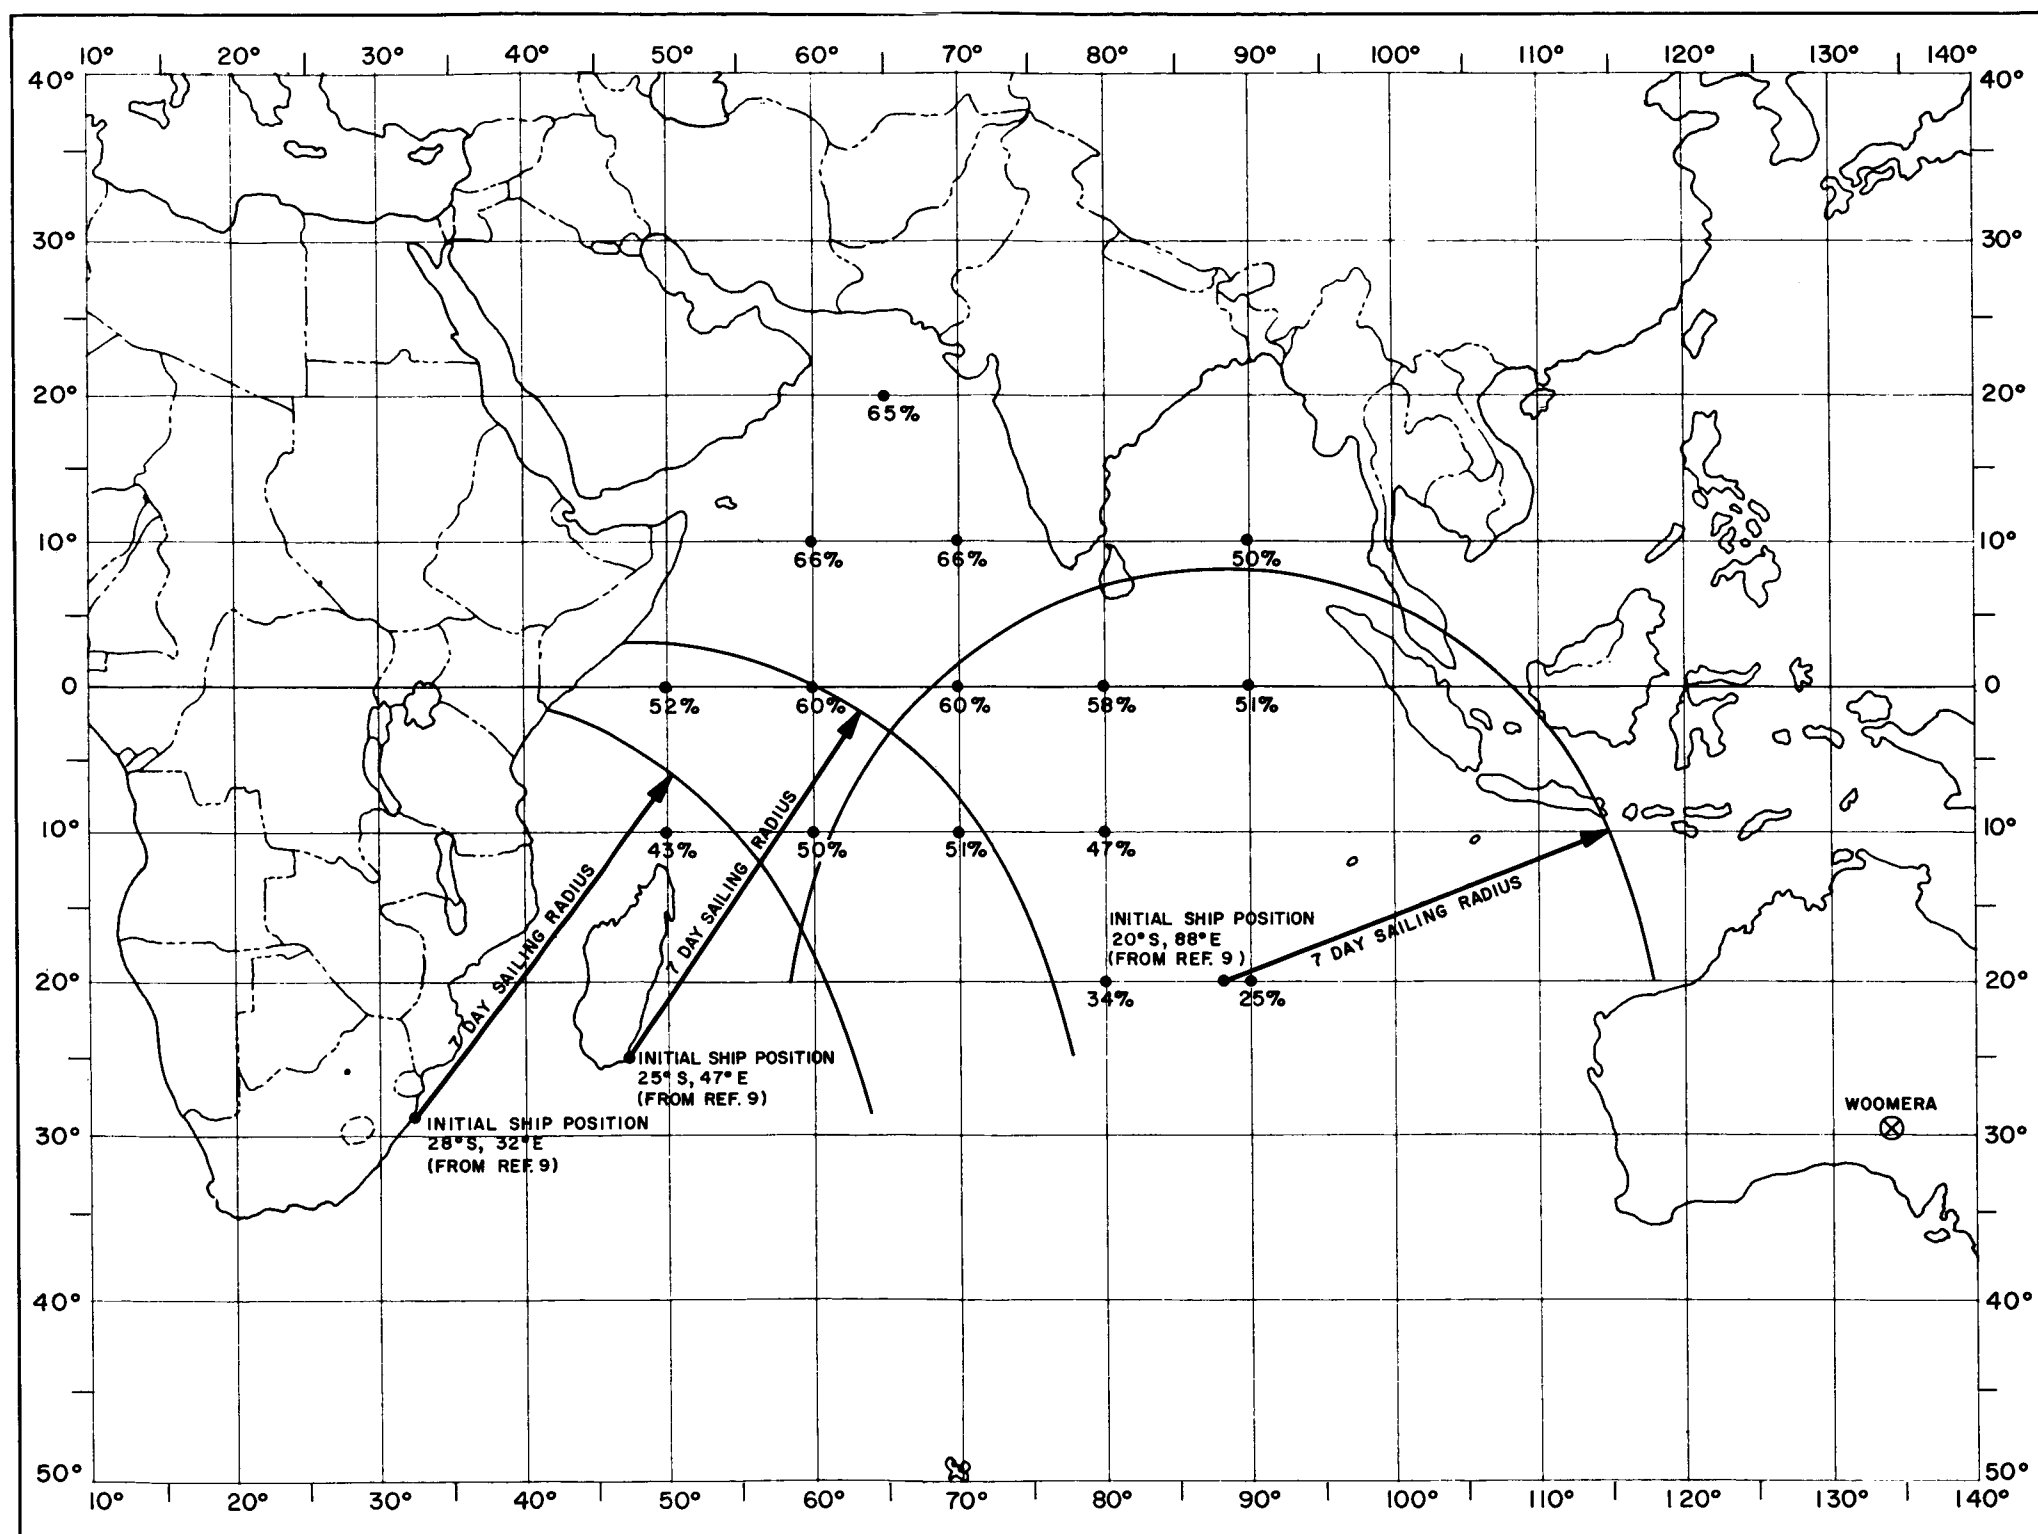 10° 20° 30° 40° 50° 60° 70° 80° 90° 100° 110° 120° 130° 140°
40° 40°
30° 30°
20° 20°
65%
10° 10°
66% 66% 50%
0 0
52% 60% 60% 58% 51%
10° 10°
43% 50% 51% 47%
7 DAY SAILING RADIUS
7 DAY SAILING RADIUS
INITIAL SHIP POSITION
20° S, 88° E
(FROM REF. 9)
7 DAY SAILING RADIUS
20° 20°
34% 25%
INITIAL SHIP POSITION
25° S, 47° E
(FROM REF. 9)
WOOMERA
INITIAL SHIP POSITION
28° S, 32° E
(FROM REF. 9)
30° 30°
40° 40°
50° 50°
10° 20° 30° 40° 50° 60° 70° 80° 90° 100° 110° 120° 130° 140°